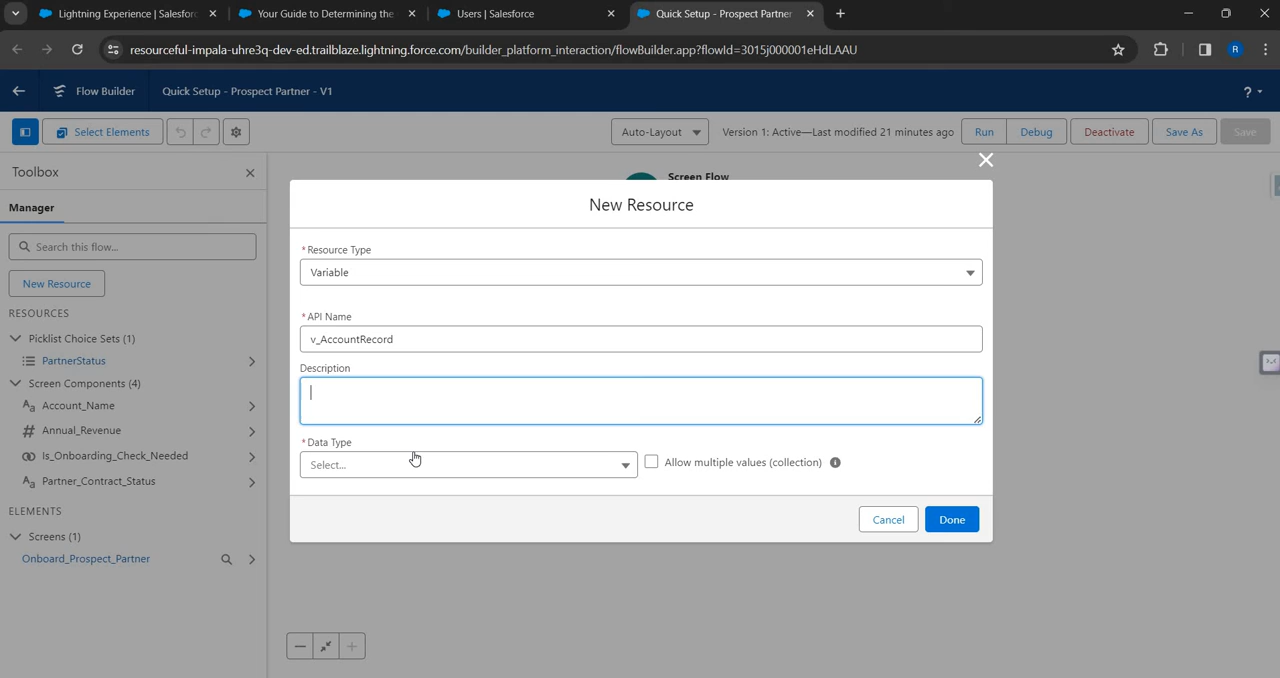 Lightning Experience | Salesforc
Your Guide to Determining the
Users | Salesforce
Quick Setup - Prospect Partner
resourceful-impala-uhre3q-dev-ed.trailblaze.lightning.force.com/builder_platform_interaction/flowBuilder.app?flowId=3015j000001eHdLAAU
R
Flow Builder
Quick Setup - Prospect Partner - V1
?
Select Elements
Auto-Layout
Version 1: Active—Last modified 21 minutes ago
Run
Debug
Deactivate
Save As
Save
Toolbox
Screen Flow
Manager
New Resource
Search this flow...
* Resource Type
Variable
New Resource
RESOURCES
* API Name
Picklist Choice Sets (1)
v_AccountRecord
PartnerStatus
Description
Screen Components (4)
Aa Account_Name
# Annual_Revenue
* Data Type
Is_Onboarding_Check_Needed
Select...
Allow multiple values (collection)
Aa Partner_Contract_Status
ELEMENTS
Cancel
Done
Screens (1)
Onboard_Prospect_Partner